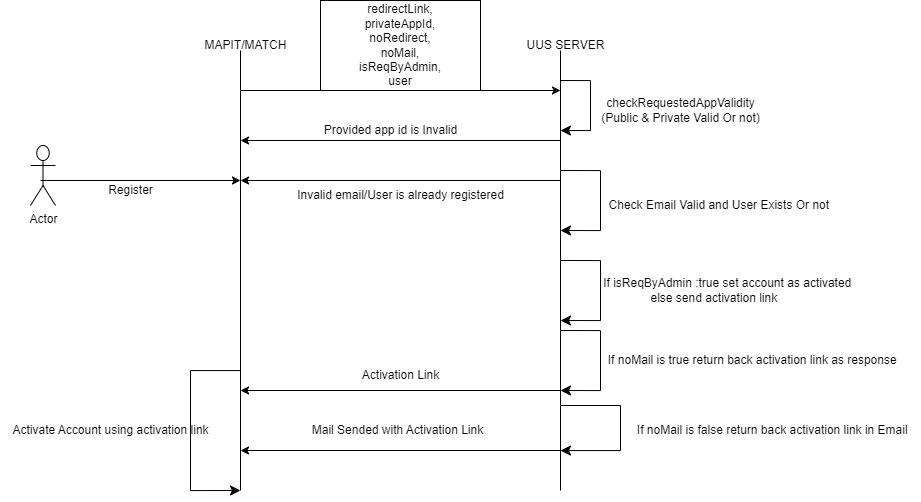 redirectLink,
privateAppId,
noRedirect,
noMail,
isReqByAdmin,
user
MAPIT/MATCH
UUS SERVER
checkRequestedAppValidity
(Public & Private Valid Or not)
Provided app id is Invalid
Register
Invalid email/User is already registered
Actor
Check Email Valid and User Exists Or not
If isReqByAdmin :true set account as activated
else send activation link
If noMail is true return back activation link as response
Activation Link
Activate Account using activation link
Mail Sended with Activation Link
If noMail is false return back activation link in Email